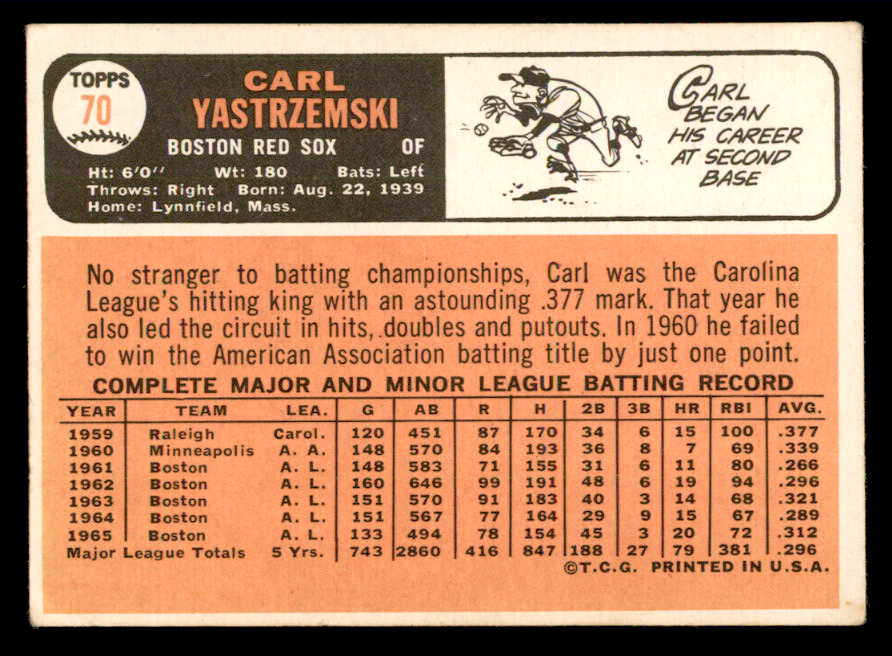 TOPPS
70
CARL
YASTRZEMSKI
BOSTON RED SOX OF
Ht: 6'0" Wt: 180 Bats: Left
Throws: Right Born: Aug. 22, 1939
Home: Lynnfield, Mass.
CARL
BEGAN
HIS CAREER
AT SECOND
BASE
No stranger to batting championships, Carl was the Carolina
League's hitting king with an astounding .377 mark. That year he
also led the circuit in hits, doubles and putouts. In 1960 he failed
to win the American Association batting title by just one point.
COMPLETE MAJOR AND MINOR LEAGUE BATTING RECORD
YEAR TEAM LEA. G AB R H 2B 3B HR RBI AVG.
1959 Raleigh Carol. 120 451 87 170 34 6 15 100 .377
1960 Minneapolis A. A. 148 570 84 193 36 8 7 69 .339
1961 Boston A. L. 148 583 71 155 31 6 11 80 .266
1962 Boston A. L. 160 646 99 191 48 6 19 94 .296
1963 Boston A. L. 151 570 91 183 40 3 14 68 .321
1964 Boston A. L. 151 567 77 164 29 9 15 67 .289
1965 Boston A. L. 133 494 78 154 45 3 20 72 .312
Major League Totals 5 Yrs. 743 2860 416 847 188 27 79 381 .296
©T.C.G. PRINTED IN U.S.A.